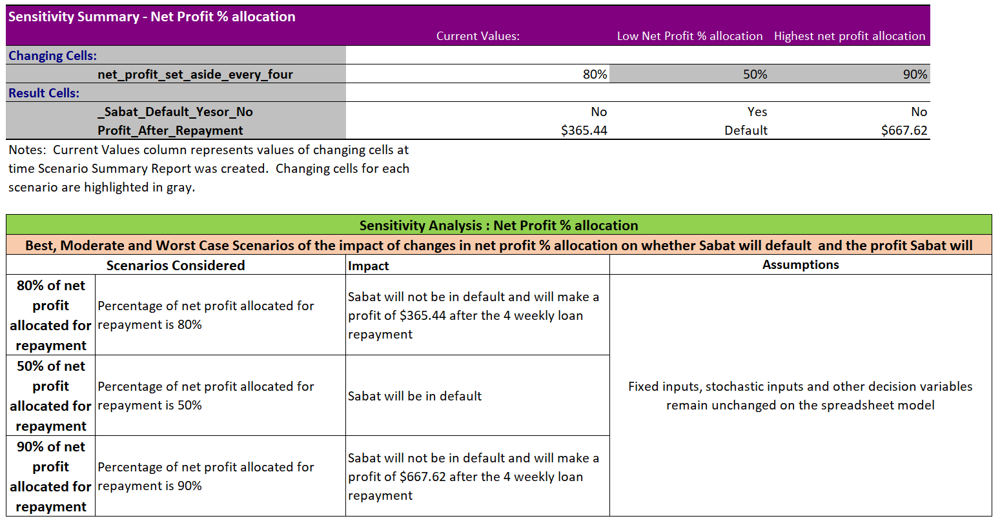 Sensitivity Summary - Net Profit % allocation
Current Values: Low Net Profit % allocation Highest net profit allocation
Changing Cells:
net_profit_set_aside_every_four 80% 50% 90%
Result Cells:
_Sabat_Default_Yesor_No No Yes No
Profit_After_Repayment $365.44 Default $667.62
Notes: Current Values column represents values of changing cells at
time Scenario Summary Report was created. Changing cells for each
scenario are highlighted in gray.
Sensitivity Analysis : Net Profit % allocation
Best, Moderate and Worst Case Scenarios of the impact of changes in net profit % allocation on whether Sabat will default and the profit Sabat will
Scenarios Considered Impact Assumptions
80% of net
profit
allocated for
repayment
Percentage of net profit allocated for
repayment is 80%
Sabat will not be in default and will make a
profit of $365.44 after the 4 weekly loan
repayment
50% of net
profit
allocated for
repayment
Percentage of net profit allocated for
repayment is 50%
Sabat will be in default
Fixed inputs, stochastic inputs and other decision variables
remain unchanged on the spreadsheet model
90% of net
profit
allocated for
repayment
Percentage of net profit allocated for
repayment is 90%
Sabat will not be in default and will make a
profit of $667.62 after the 4 weekly loan
repayment